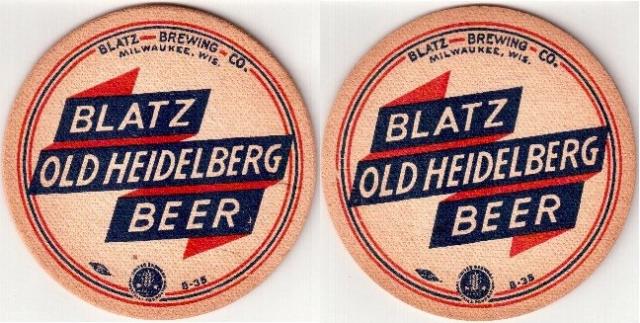 BLATZ — BREWING — CO.
MILWAUKEE, WIS.
BLATZ
OLD HEIDELBERG
BEER
8-35
BLATZ — BREWING — CO.
MILWAUKEE, WIS.
BLATZ
OLD HEIDELBERG
BEER
8-35